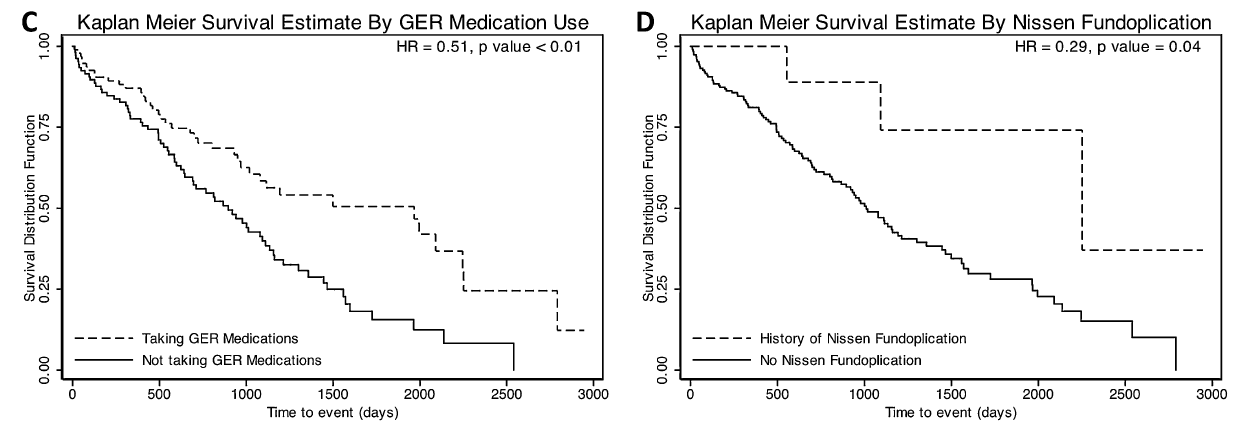 C
Kaplan Meier Survival Estimate By GER Medication Use
HR = 0.51, p value < 0.01
Survival Distribution Function
1.00
0.75
0.50
0.25
0.00
Taking GER Medications
Not taking GER Medications
0 500 1000 1500 2000 2500 3000
Time to event (days)
D
Kaplan Meier Survival Estimate By Nissen Fundoplication
HR = 0.29, p value = 0.04
Survival Distribution Function
1.00
0.75
0.50
0.25
0.00
History of Nissen Fundoplication
No Nissen Fundoplication
0 500 1000 1500 2000 2500 3000
Time to event (days)